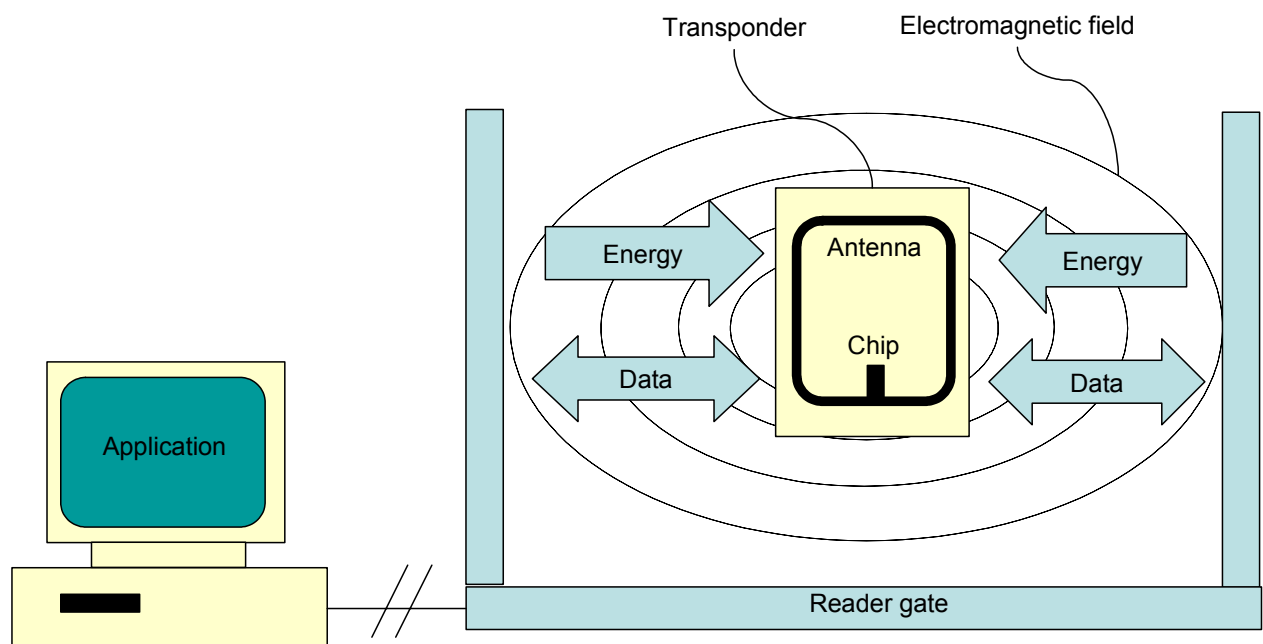 Transponder
Electromagnetic field
Energy
Antenna
Energy
Chip
Data
Data
Application
Reader gate